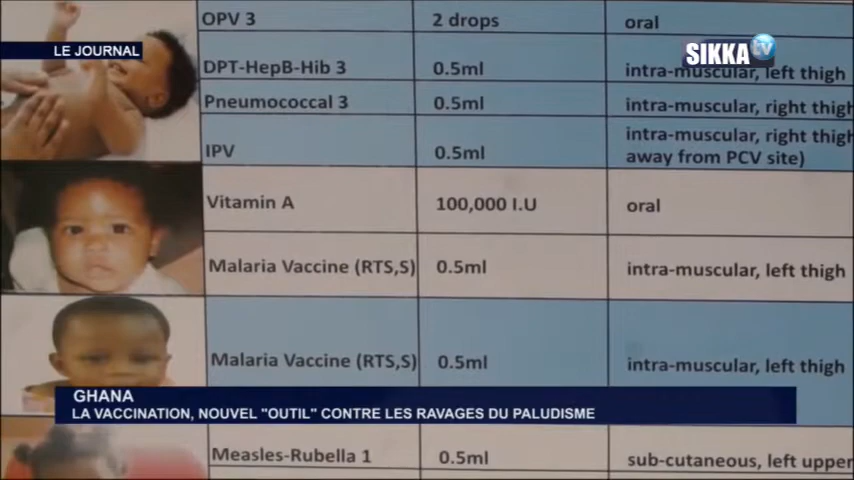 OPV 3 2 drops oral
LE JOURNAL
SIKKA tv
DPT-HepB-Hib 3 0.5ml intra-muscular, left thigh
Pneumococcal 3 0.5ml intra-muscular, right thigh
IPV 0.5ml intra-muscular, right thigh
away from PCV site)
Vitamin A 100,000 I.U oral
Malaria Vaccine (RTS,S) 0.5ml intra-muscular, left thigh
Malaria Vaccine (RTS,S) 0.5ml intra-muscular, left thigh
GHANA
LA VACCINATION, NOUVEL "OUTIL" CONTRE LES RAVAGES DU PALUDISME
Measles-Rubella 1 0.5ml sub-cutaneous, left upper